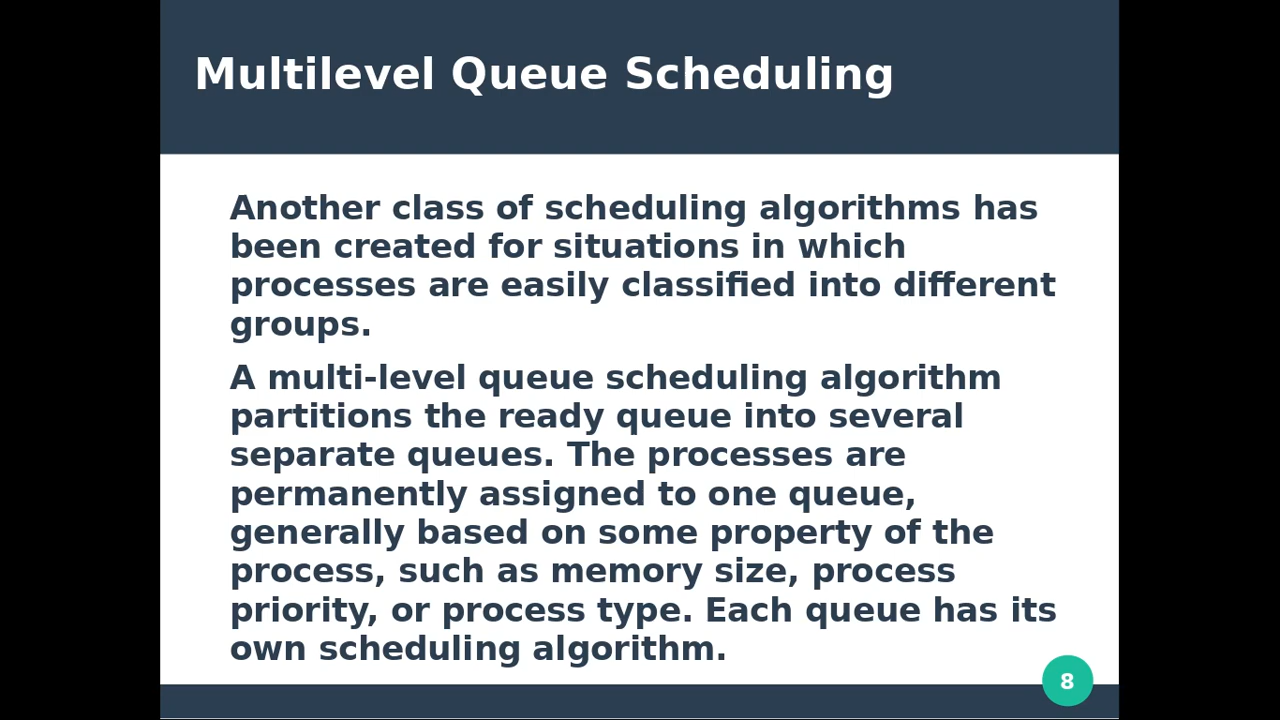 Multilevel Queue Scheduling
Another class of scheduling algorithms has
been created for situations in which
processes are easily classified into different
groups.
A multi-level queue scheduling algorithm
partitions the ready queue into several
separate queues. The processes are
permanently assigned to one queue,
generally based on some property of the
process, such as memory size, process
priority, or process type. Each queue has its
own scheduling algorithm.
8